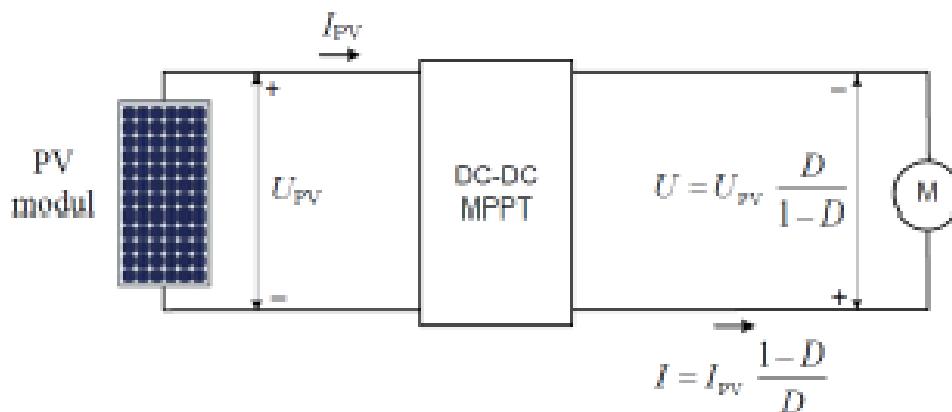 I_PV
+
−
PV
modul
U_PV
DC-DC
MPPT
U = U_PV D/(1−D)
M
−
+
I = I_PV (1−D)/D